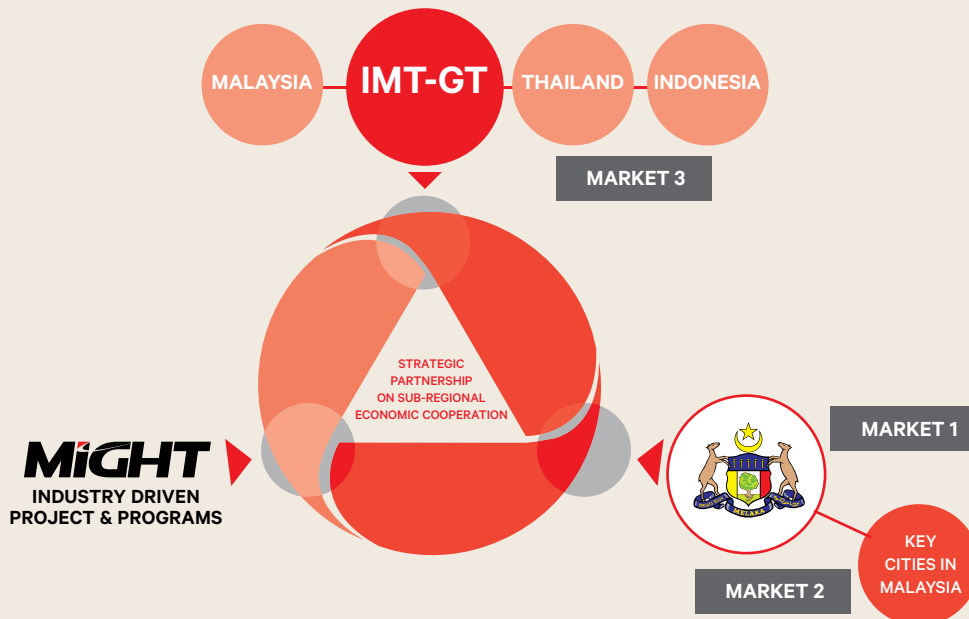 MALAYSIA
IMT-GT
THAILAND
INDONESIA
MARKET 3
STRATEGIC
PARTNERSHIP
ON SUB-REGIONAL
ECONOMIC COOPERATION
MiGHT
INDUSTRY DRIVEN
PROJECT & PROGRAMS
MARKET 1
MELAKA
KEY
CITIES IN
MALAYSIA
MARKET 2